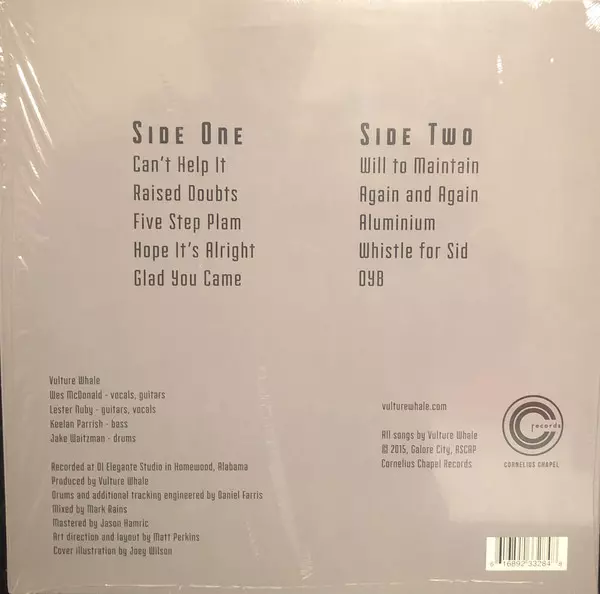 SIDE ONE
Can't Help It
Raised Doubts
Five Step Plam
Hope It's Alright
Glad You Came
SIDE TWO
Will to Maintain
Again and Again
Aluminium
Whistle for Sid
OYB
Vulture Whale
Wes McDonald - vocals, guitars
Lester Nuby - guitars, vocals
Keelan Parrish - bass
Jake Waitzman - drums
Recorded at Ol Elegante Studio in Homewood, Alabama
Produced by Vulture Whale
Drums and additional tracking engineered by Daniel Farris
Mixed by Mark Rains
Mastered by Jason Hamric
Art direction and layout by Matt Perkins
Cover illustration by Joey Wilson
vulturewhale.com
All songs by Vulture Whale
℗ 2015, Galere City, ASCAP
Cornelius Chapel Records
records
CORNELIUS CHAPEL
8 16892 33284 8